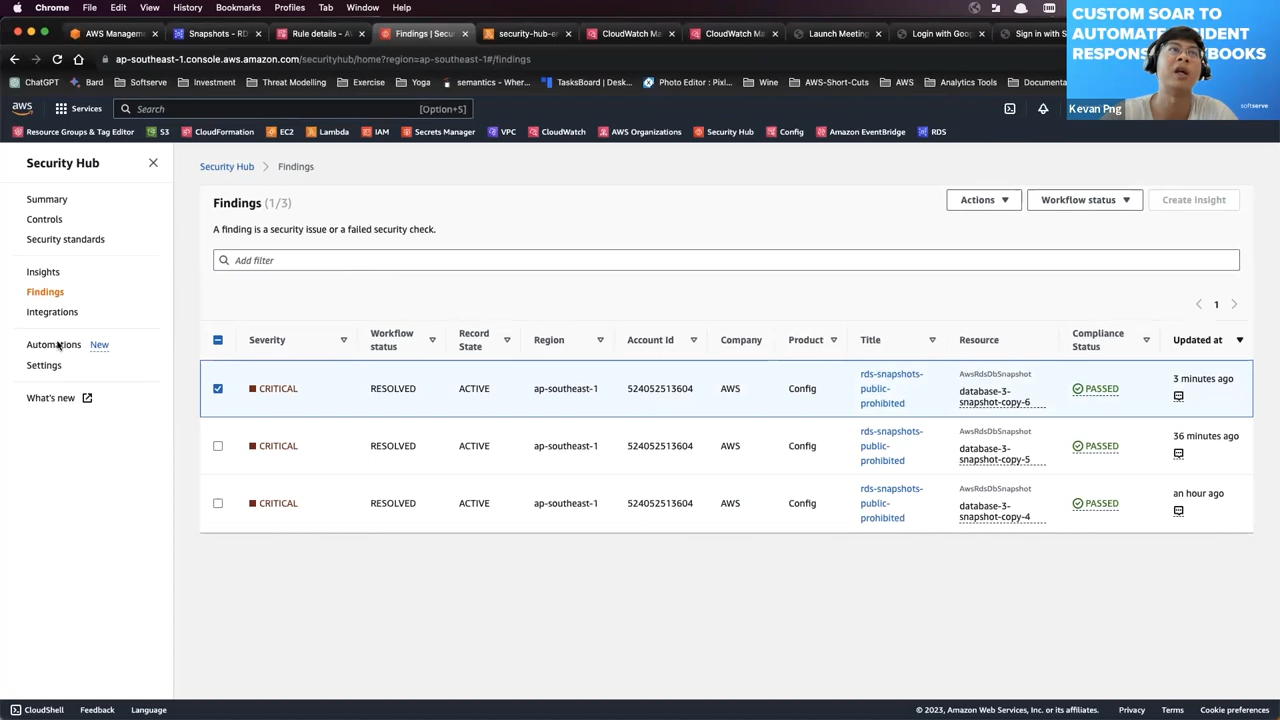 Chrome File Edit View History Bookmarks Profiles Tab Window Help
AWS Manageme
Snapshots - RD
Rule details - AW
Findings | Secu
security-hub-e
CloudWatch Ma
CloudWatch Ma
Launch Meeting
Login with Goog
Sign in with S
ap-southeast-1.console.aws.amazon.com/securityhub/home?region=ap-southeast-1#/findings
ChatGPT Bard Softserve Exercise Yoga semantics - Wher... TasksBoard | Desk... Photo Editor : Pixl... Wine AWS-Short-Cuts AWS Analytics Tools Documenta
CUSTOM SOAR TO
AUTOMATE
RESPONS
softserve
Kevan Png
aws Services Search [Option+S]
Resource Groups & Tag Editor S3 CloudFormation EC2 Lambda IAM Secrets Manager VPC CloudWatch AWS Organizations Security Hub Config Amazon EventBridge RDS
Security Hub
Summary
Controls
Security standards
Insights
Findings
Integrations
Automations New
Settings
What's new
Security Hub > Findings
Findings (1/3)
Actions
Workflow status
Create insight
A finding is a security issue or a failed security check.
Add filter
1
Severity Workflow status Record State Region Account Id Company Product Title Resource Compliance Status Updated at
CRITICAL RESOLVED ACTIVE ap-southeast-1 524052513604 AWS Config
rds-snapshots-
public-
prohibited
AwsRdsDbSnapshot
database-3-
snapshot-copy-6
PASSED
3 minutes ago
CRITICAL RESOLVED ACTIVE ap-southeast-1 524052513604 AWS Config
rds-snapshots-
public-
prohibited
AwsRdsDbSnapshot
database-3-
snapshot-copy-5
PASSED
36 minutes ago
CRITICAL RESOLVED ACTIVE ap-southeast-1 524052513604 AWS Config
rds-snapshots-
public-
prohibited
AwsRdsDbSnapshot
database-3-
snapshot-copy-4
PASSED
an hour ago
CloudShell Feedback Language
© 2023, Amazon Web Services, Inc. or its affiliates. Privacy Terms Cookie preferences